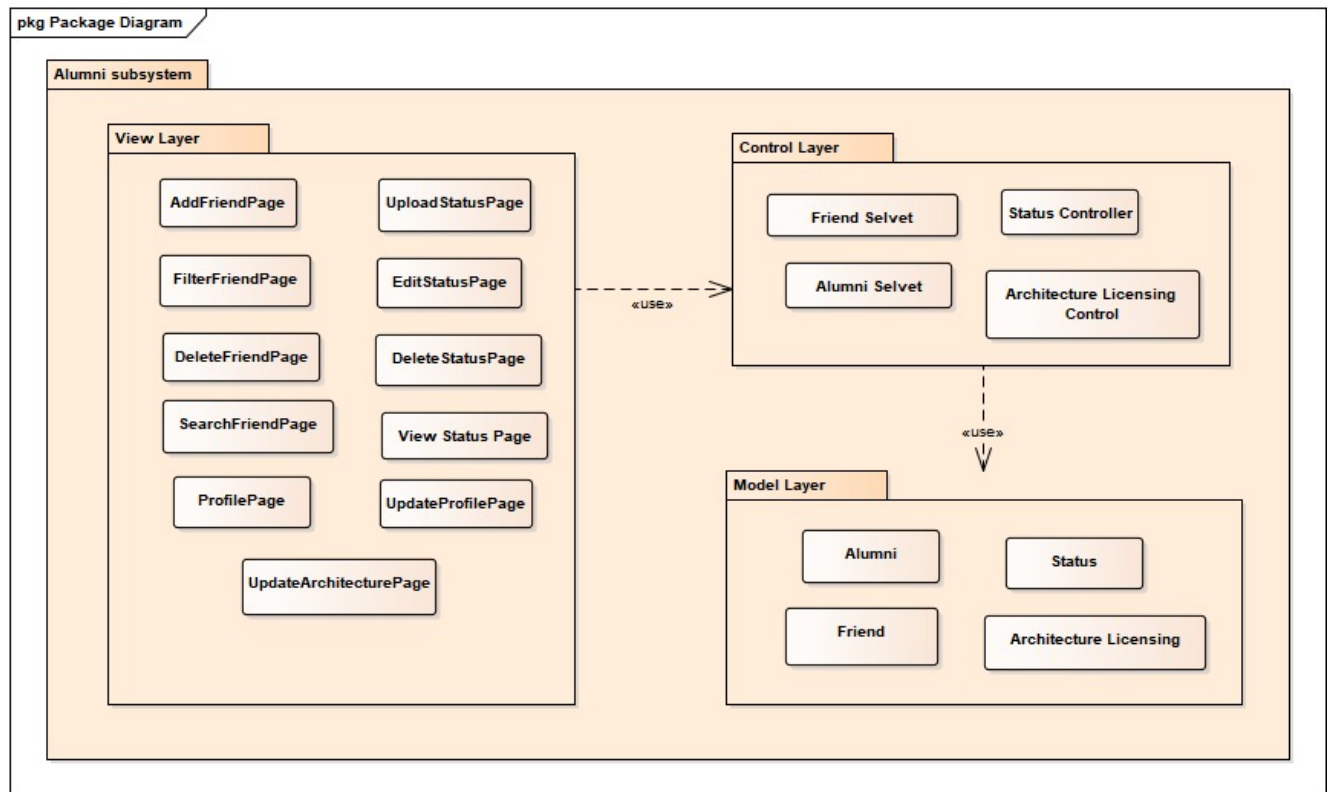 pkg Package Diagram
Alumni subsystem
View Layer
AddFriendPage
UploadStatusPage
FilterFriendPage
EditStatusPage
DeleteFriendPage
DeleteStatusPage
SearchFriendPage
View Status Page
ProfilePage
UpdateProfilePage
UpdateArchitecturePage
«use»
Control Layer
Friend Selvet
Status Controller
Alumni Selvet
Architecture Licensing
Control
«use»
Model Layer
Alumni
Status
Friend
Architecture Licensing